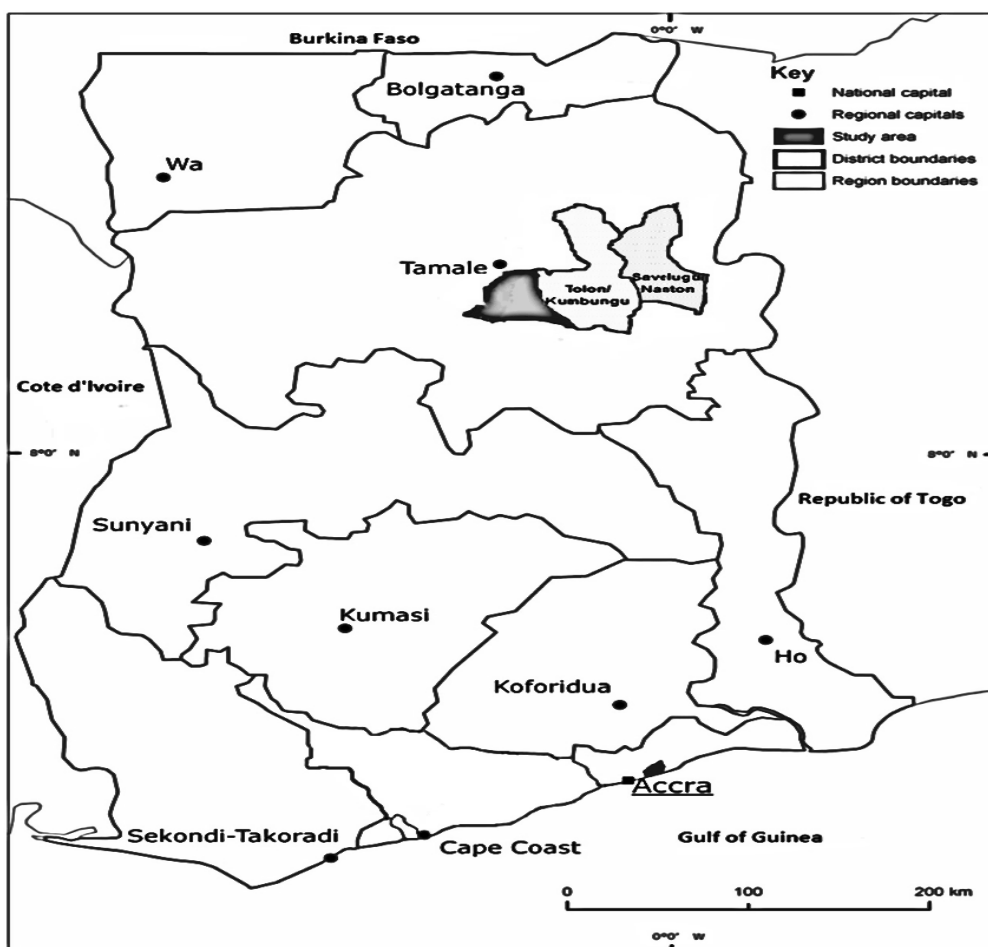 0°0' W
Burkina Faso
Bolgatanga
Key
National capital
Regional capitals
Study area
District boundaries
Region boundaries
Wa
Tamale
Savelugu
Nanton
Tolon/
Kumbungu
Cote d'Ivoire
8°0' N
8°0' N
Republic of Togo
Sunyani
Kumasi
Ho
Koforidua
Accra
Sekondi-Takoradi
Cape Coast
Gulf of Guinea
0
100
200 km
0°0' W